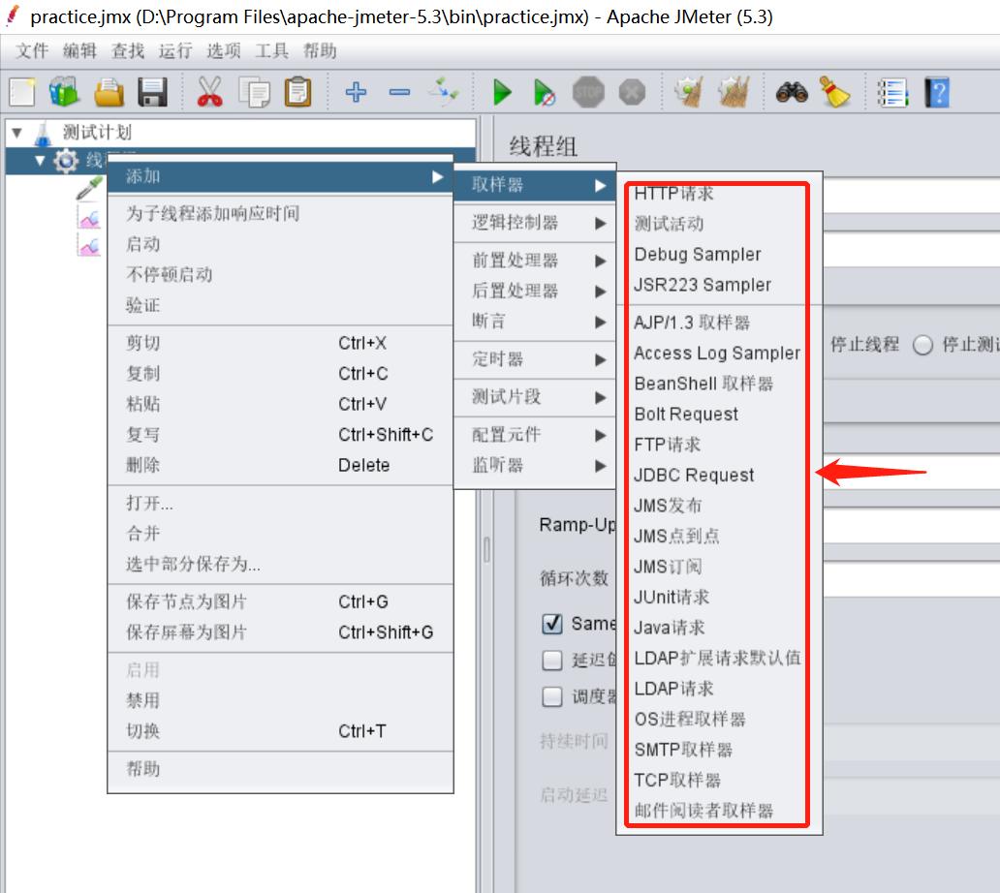 practice.jmx (D:\Program Files\apache-jmeter-5.3\bin\practice.jmx) - Apache JMeter (5.3)
文件 编辑 查找 运行 选项 工具 帮助
STOP
测试计划
添加
为子线程添加响应时间
启动
不停顿启动
验证
剪切 Ctrl+X
复制 Ctrl+C
粘贴 Ctrl+V
复写 Ctrl+Shift+C
删除 Delete
打开...
合并
选中部分保存为...
保存节点为图片 Ctrl+G
保存屏幕为图片 Ctrl+Shift+G
启用
禁用
切换 Ctrl+T
帮助
取样器
逻辑控制器
前置处理器
后置处理器
断言
定时器
测试片段
配置元件
监听器
HTTP请求
测试活动
Debug Sampler
JSR223 Sampler
AJP/1.3 取样器
Access Log Sampler
BeanShell 取样器
Bolt Request
FTP请求
JDBC Request
JMS发布
JMS点到点
JMS订阅
JUnit请求
Java请求
LDAP扩展请求默认值
LDAP请求
OS进程取样器
SMTP取样器
TCP取样器
邮件阅读者取样器
线程组
停止线程 停止测
Ramp-Up
循环次数
Same
延迟
调度器
持续时间
启动延迟